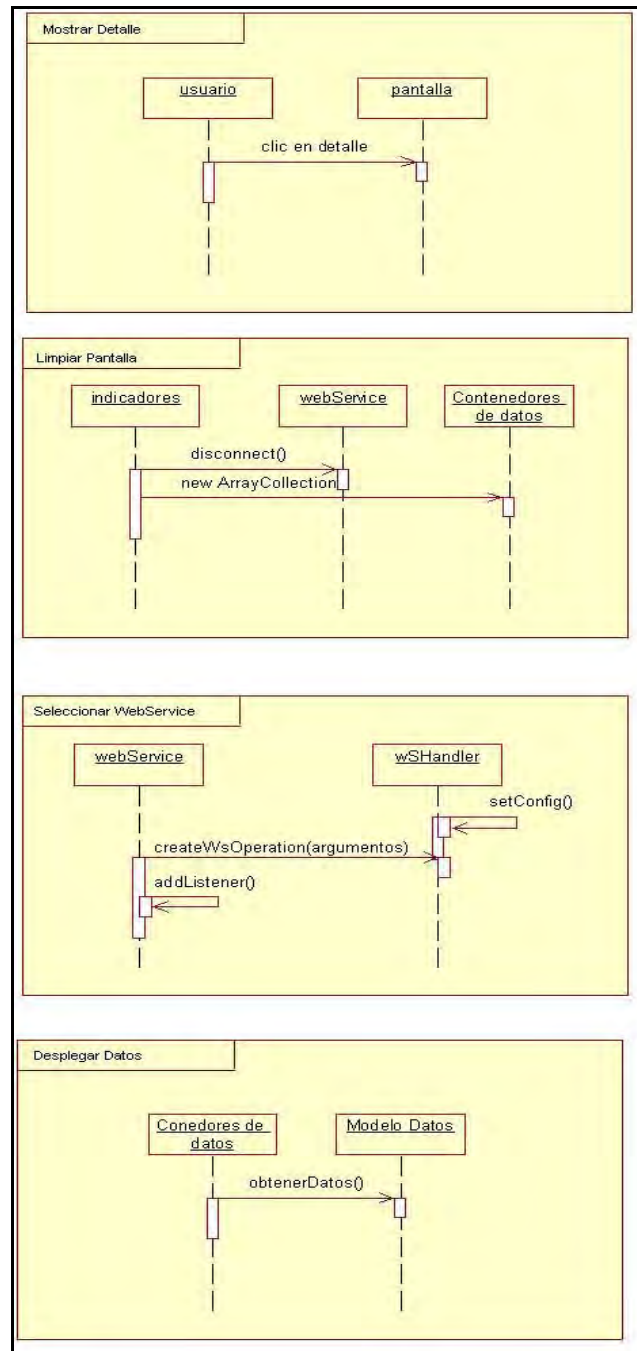 Mostrar Detalle
usuario
pantalla
clic en detalle
Limpiar Pantalla
indicadores
webService
Contenedores
de datos
disconnect()
new ArrayCollection
Seleccionar WebService
webService
wSHandler
setConfig()
createWsOperation(argumentos)
addListener()
Desplegar Datos
Conedores de
datos
Modelo Datos
obtenerDatos()